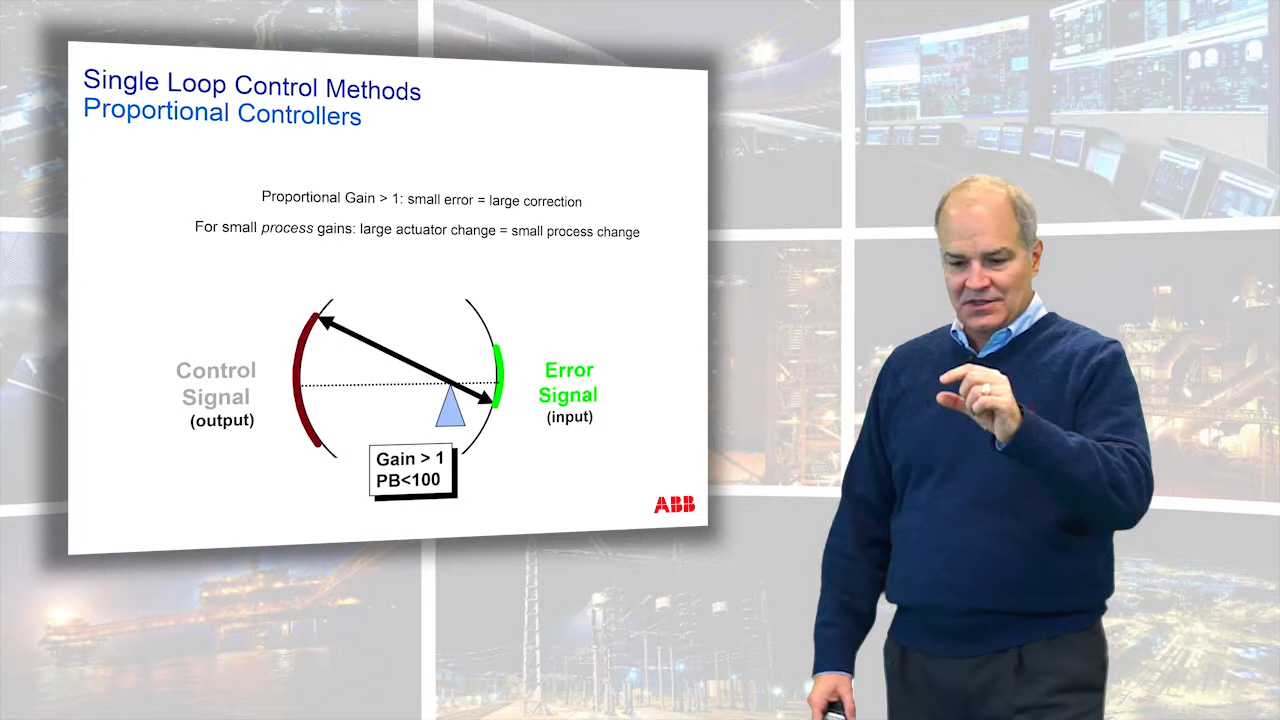 Single Loop Control Methods
Proportional Controllers
Proportional Gain > 1: small error = large correction
For small process gains: large actuator change = small process change
Control
Signal
(output)
Error
Signal
(input)
Gain > 1
PB<100
ABB